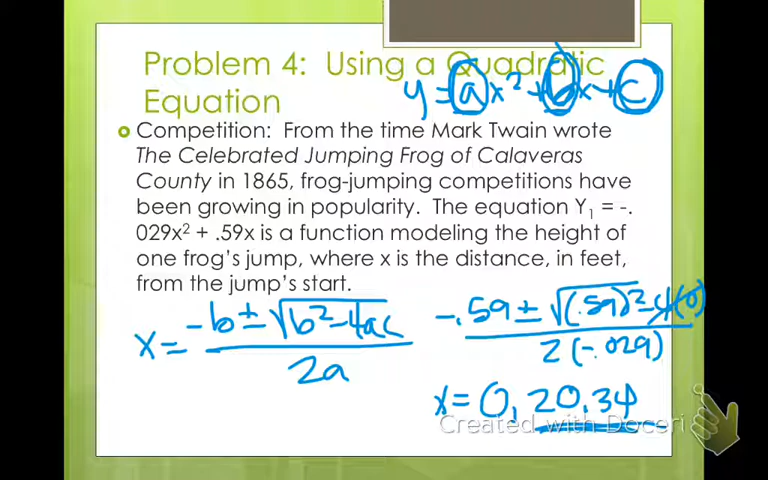 Problem 4: Using a Quadratic
Equation
y = ax² + bx + c
Competition: From the time Mark Twain wrote
The Celebrated Jumping Frog of Calaveras
County in 1865, frog-jumping competitions have
been growing in popularity. The equation Y₁ = -.
029x² + .59x is a function modeling the height of
one frog's jump, where x is the distance, in feet,
from the jump's start.
x = -b ± √b² - 4ac / 2a
-.59 ± √(.59)² - 4(0) / 2(-.029)
x = 0, 20.34
Created with Doceri